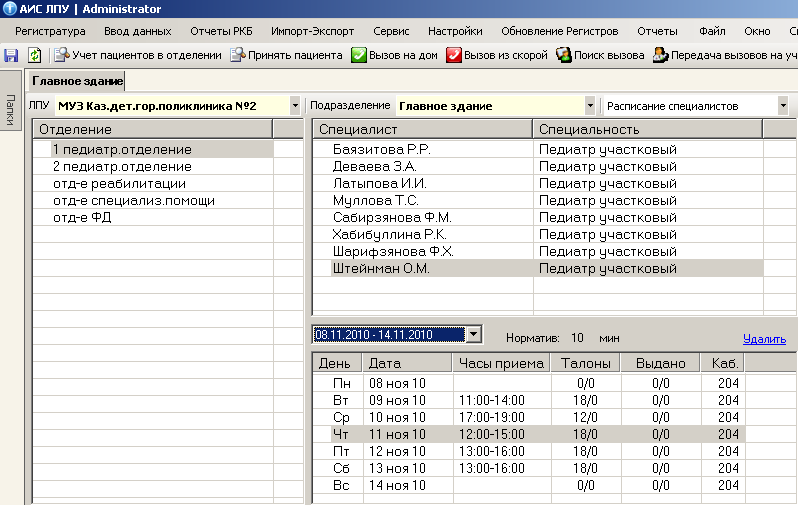 АИС ЛПУ | Administrator
Регистратура Ввод данных Отчеты РКБ Импорт-Экспорт Сервис Настройки Обновление Регистров Отчеты Файл Окно
Учет пациентов в отделении Принять пациента Вызов на дом Вызов из скорой Поиск вызова Передача вызовов на уч
Папки
Главное здание
ЛПУ МУЗ Каз.дет.гор.поликлиника №2 Подразделение Главное здание Расписание специалистов
Отделение
1 педиатр.отделение
2 педиатр.отделение
отд-е реабилитации
отд-е специализ.помощи
отд-е ФД
Специалист Специальность
Баязитова Р.Р. Педиатр участковый
Деваева З.А. Педиатр участковый
Латыпова И.И. Педиатр участковый
Муллова Т.С. Педиатр участковый
Сабирзянова Ф.М. Педиатр участковый
Хабибуллина Р.К. Педиатр участковый
Шарифзянова Ф.Х. Педиатр участковый
Штейнман О.М. Педиатр участковый
08.11.2010 - 14.11.2010 Норматив: 10 мин Удалить
День Дата Часы приема Талоны Выдано Каб.
Пн 08 ноя 10 0/0 0/0 204
Вт 09 ноя 10 11:00-14:00 18/0 0/0 204
Ср 10 ноя 10 17:00-19:00 12/0 0/0 204
Чт 11 ноя 10 12:00-15:00 18/0 0/0 204
Пт 12 ноя 10 13:00-16:00 18/0 0/0 204
Сб 13 ноя 10 13:00-16:00 18/0 0/0 204
Вс 14 ноя 10 0/0 0/0 204